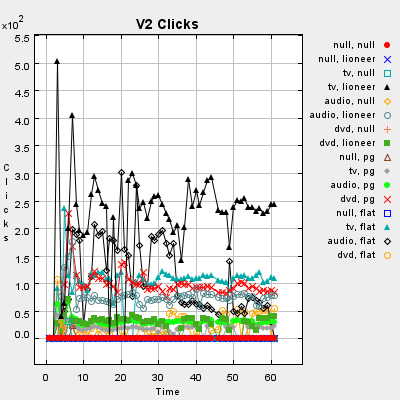 V2 Clicks
x10²
5.5
5.0
4.5
4.0
3.5
3.0
2.5
2.0
1.5
1.0
0.5
0.0
Clicks
0 10 20 30 40 50 60
Time
null, null
null, lioneer
tv, null
tv, lioneer
audio, null
audio, lioneer
dvd, null
dvd, lioneer
null, pg
tv, pg
audio, pg
dvd, pg
null, flat
tv, flat
audio, flat
dvd, flat